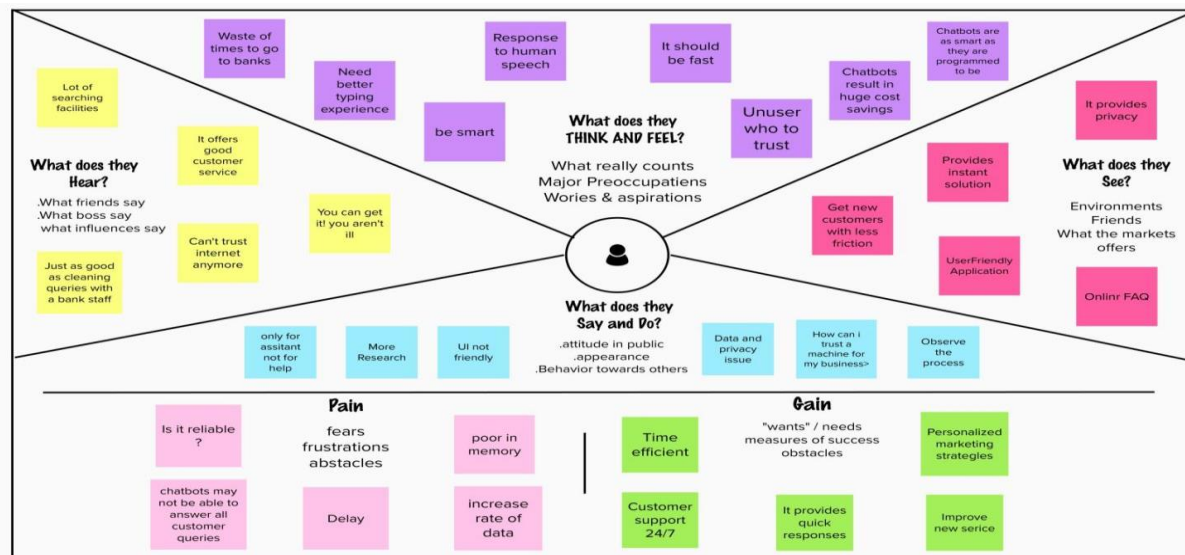 Waste of
times to go
to banks
Need
better
typing
experience
be smart
Response
to human
speech
It should
be fast
Unuser
who to
trust
Chatbots
result in
huge cost
savings
Chatbots are
as smart as
they are
programmed
to be
What does they
THINK AND FEEL?
What really counts
Major Preoccupatiens
Wories & aspirations
Lot of
searching
facilities
It offers
good
customer
service
What does they
Hear?
.What friends say
.What boss say
what influences say
You can get
it! you aren't
ill
Can't trust
internet
anymore
Just as good
as cleaning
queries with
a bank staff
It provides
privacy
Provides
instant
solution
What does they
See?
Environments
Friends
What the markets
offers
Get new
customers
with less
friction
UserFriendly
Application
Onlinr FAQ
What does they
Say and Do?
.attitude in public
.appearance
.Behavior towards others
only for
assitant not for
help
More
Research
UI not
friendly
Data and
privacy
issue
How can i
trust a
machine for
my business>
Observe
the
process
Pain
fears
frustrations
abstacles
Is it reliable
?
poor in
memory
chatbots may
not be able to
answer all
customer
queries
Delay
increase
rate of
data
Gain
"wants" / needs
measures of success
obstacles
Time
efficient
Personalized
marketing
strategies
Customer
support
24/7
It provides
quick
responses
Improve
new serice